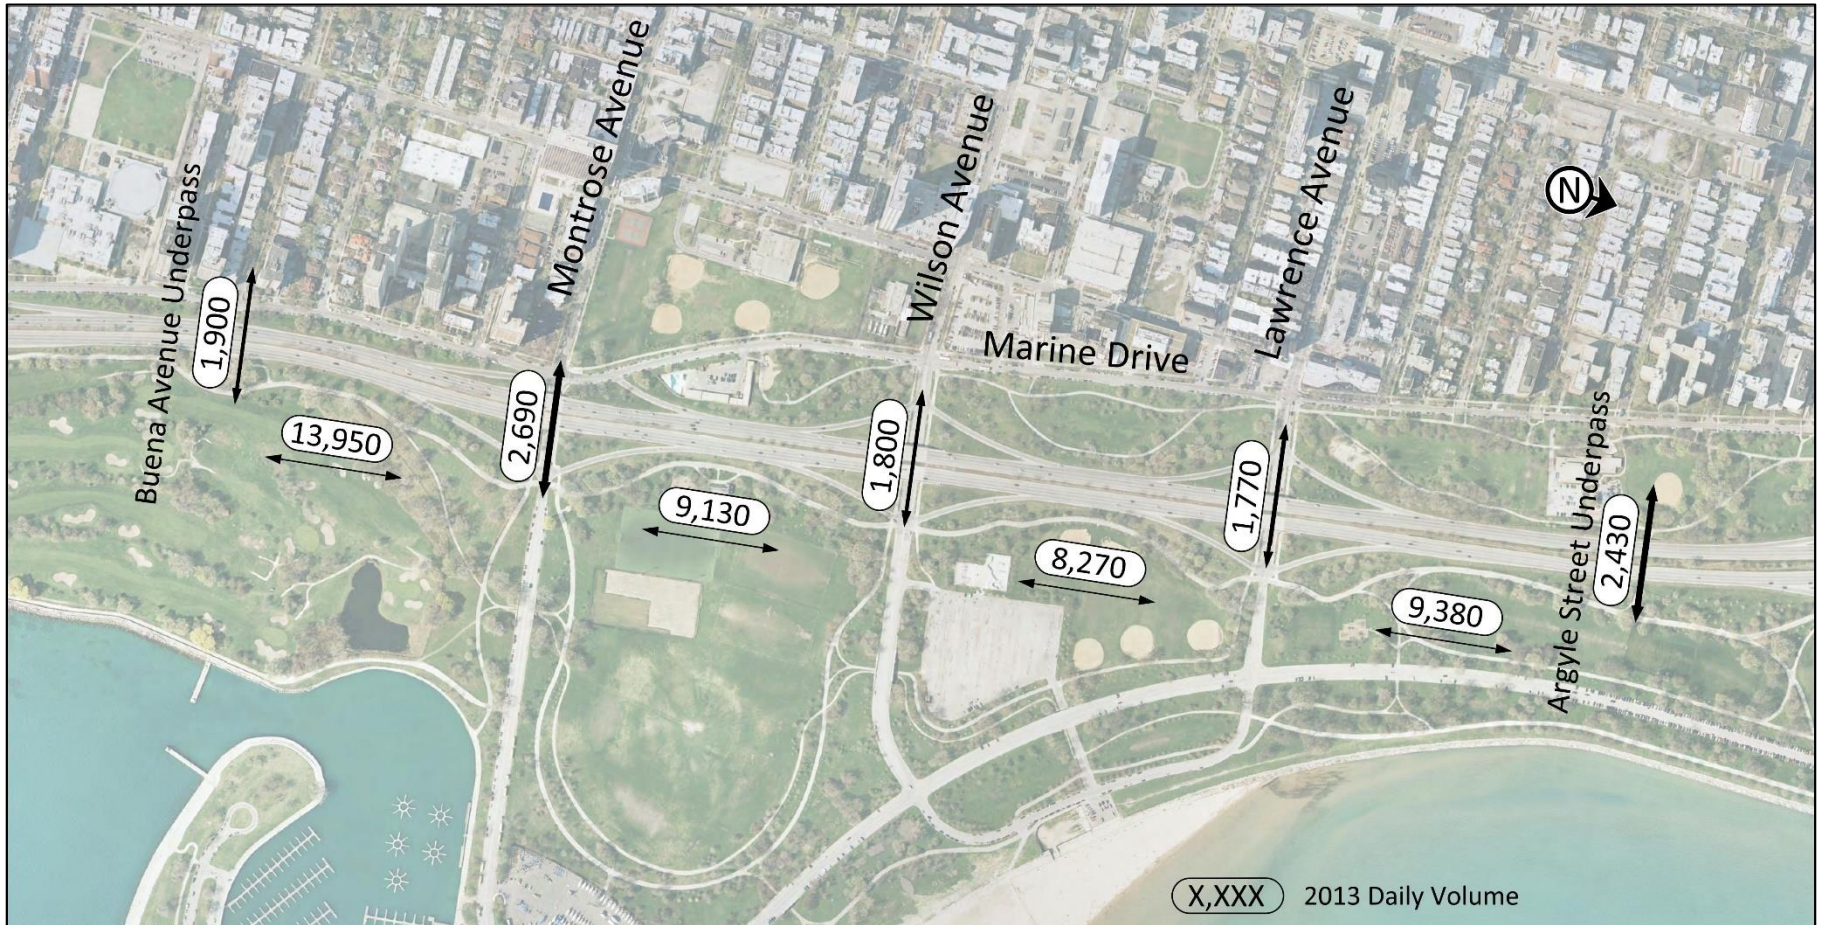 Buena Avenue Underpass
1,900
13,950
Montrose Avenue
2,690
9,130
Wilson Avenue
1,800
Marine Drive
8,270
Lawrence Avenue
1,770
9,380
N
Argyle Street Underpass
2,430
X,XXX 2013 Daily Volume